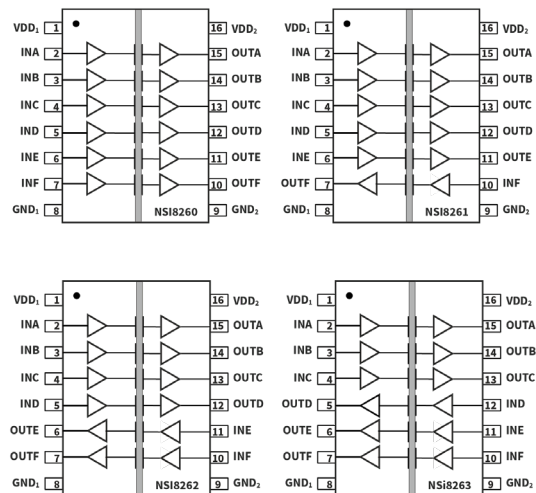 VDD₁ 1 16 VDD₂ VDD₁ 1 16 VDD₂
INA 2 15 OUTA INA 2 15 OUTA
INB 3 14 OUTB INB 3 14 OUTB
INC 4 13 OUTC INC 4 13 OUTC
IND 5 12 OUTD IND 5 12 OUTD
INE 6 11 OUTE INE 6 11 OUTE
INF 7 10 OUTF OUTF 7 10 INF
GND₁ 8 NSI8260 9 GND₂ GND₁ 8 NSI8261 9 GND₂
VDD₁ 1 16 VDD₂ VDD₁ 1 16 VDD₂
INA 2 15 OUTA INA 2 15 OUTA
INB 3 14 OUTB INB 3 14 OUTB
INC 4 13 OUTC INC 4 13 OUTC
IND 5 12 OUTD OUTD 5 12 IND
OUTE 6 11 INE OUTE 6 11 INE
OUTF 7 10 INF OUTF 7 10 INF
GND₁ 8 NSI8262 9 GND₂ GND₁ 8 NSi8263 9 GND₂